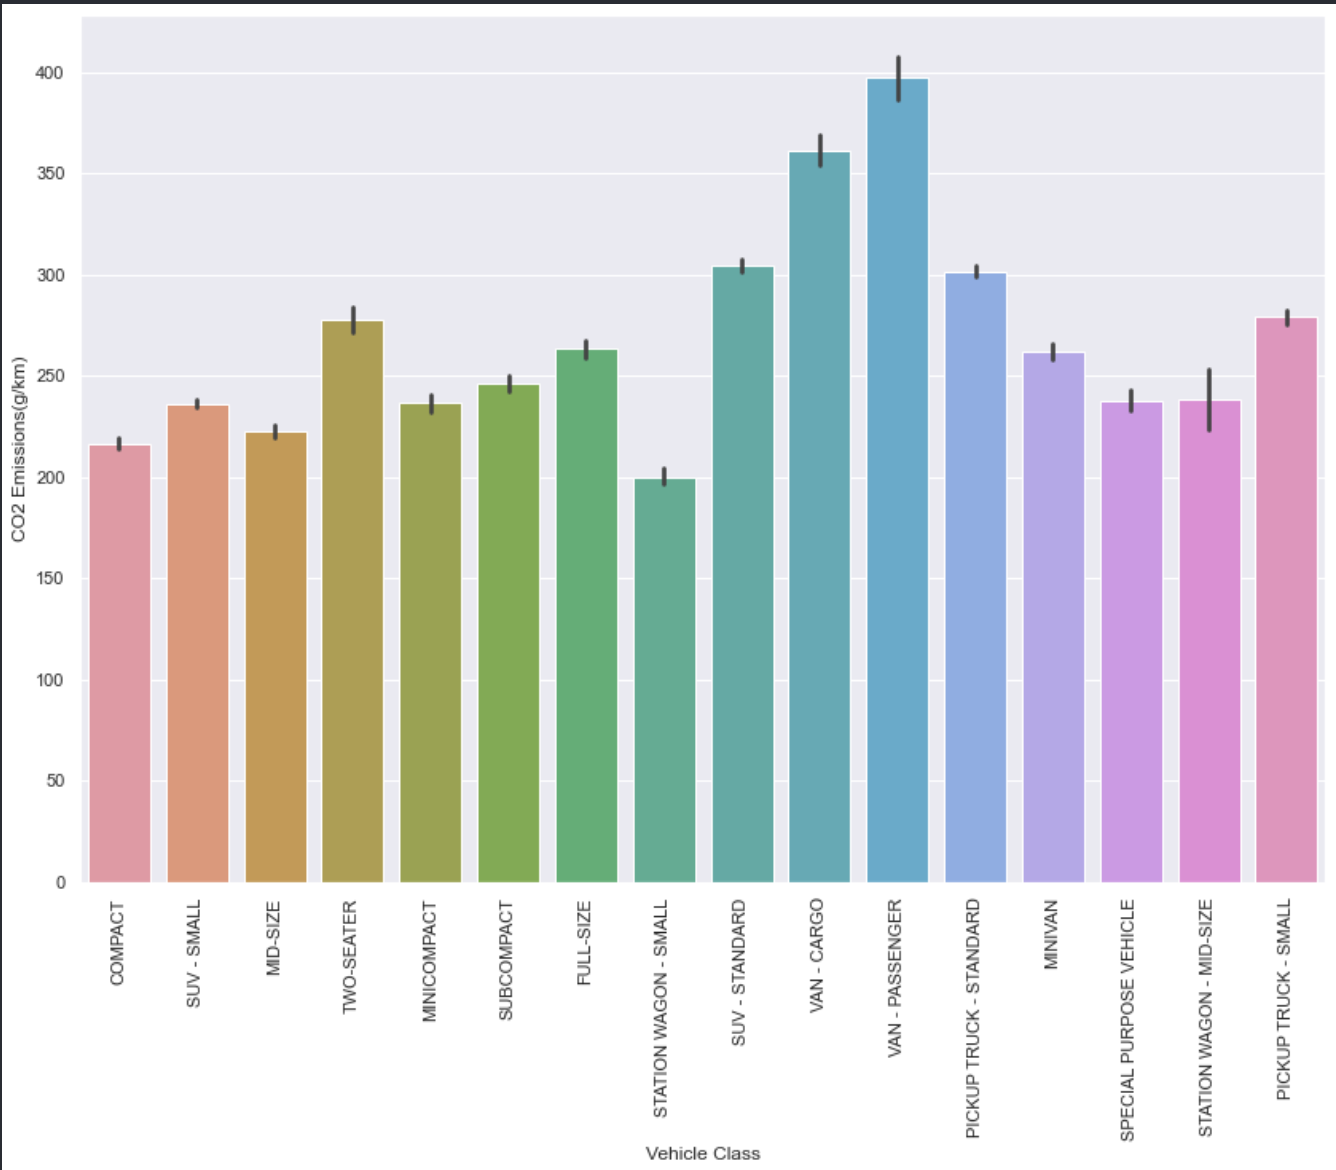 400
350
300
250
200
150
100
50
0
CO2 Emissions(g/km)
COMPACT
SUV - SMALL
MID-SIZE
TWO-SEATER
MINICOMPACT
SUBCOMPACT
FULL-SIZE
STATION WAGON - SMALL
SUV - STANDARD
VAN - CARGO
VAN - PASSENGER
PICKUP TRUCK - STANDARD
MINIVAN
SPECIAL PURPOSE VEHICLE
STATION WAGON - MID-SIZE
PICKUP TRUCK - SMALL
Vehicle Class